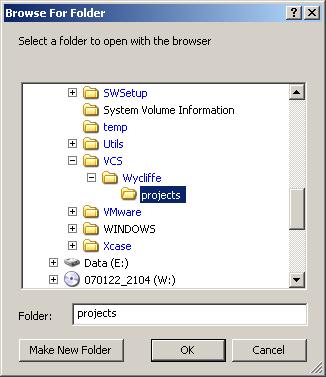 Browse For Folder
Select a folder to open with the browser
SWSetup
System Volume Information
temp
Utils
VCS
Wycliffe
projects
VMware
WINDOWS
Xcase
Data (E:)
070122_2104 (W:)
Folder: projects
Make New Folder OK Cancel